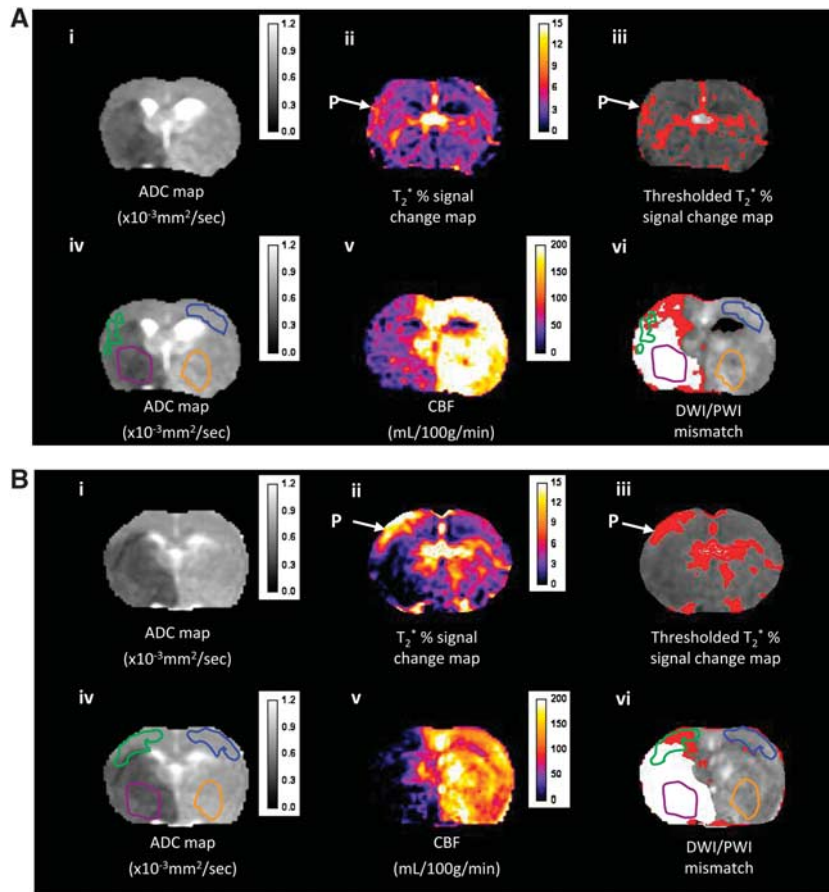 A
i
1.2
0.9
0.6
0.3
0.0
ADC map
(x10⁻³mm²/sec)
ii
P
15
12
9
6
3
0
T₂* % signal
change map
iii
P
Thresholded T₂* %
signal change map
iv
1.2
0.9
0.6
0.3
0.0
ADC map
(x10⁻³mm²/sec)
v
200
150
100
50
0
CBF
(mL/100g/min)
vi
DWI/PWI
mismatch
B
i
1.2
0.9
0.6
0.3
0.0
ADC map
(x10⁻³mm²/sec)
ii
P
15
12
9
6
3
0
T₂* % signal
change map
iii
P
Thresholded T₂* %
signal change map
iv
1.2
0.9
0.6
0.3
0.0
ADC map
(x10⁻³mm²/sec)
v
200
150
100
50
0
CBF
(mL/100g/min)
vi
DWI/PWI
mismatch